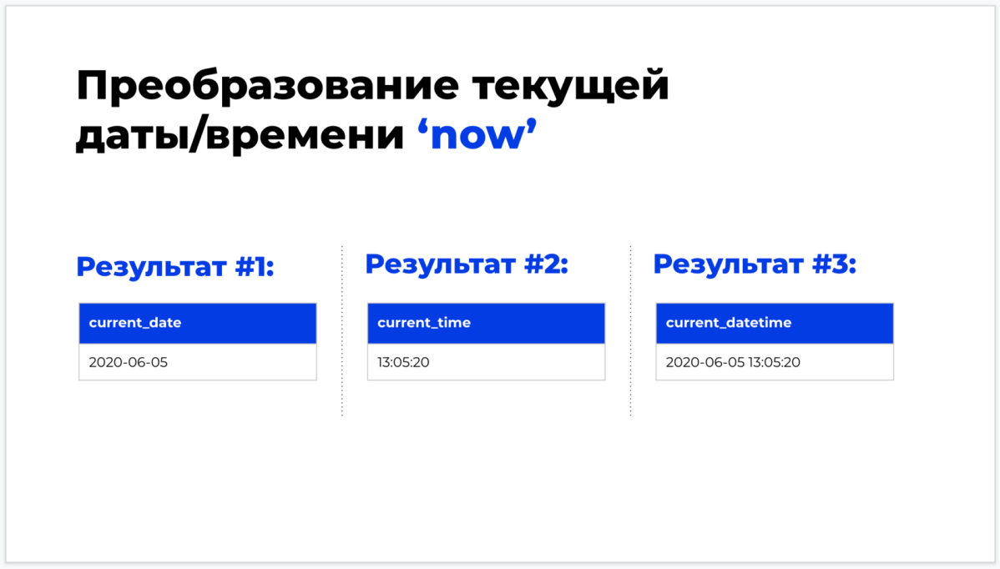 Преобразование текущей
даты/времени ‘now’
Результат #1:
current_date
2020-06-05
Результат #2:
current_time
13:05:20
Результат #3:
current_datetime
2020-06-05 13:05:20